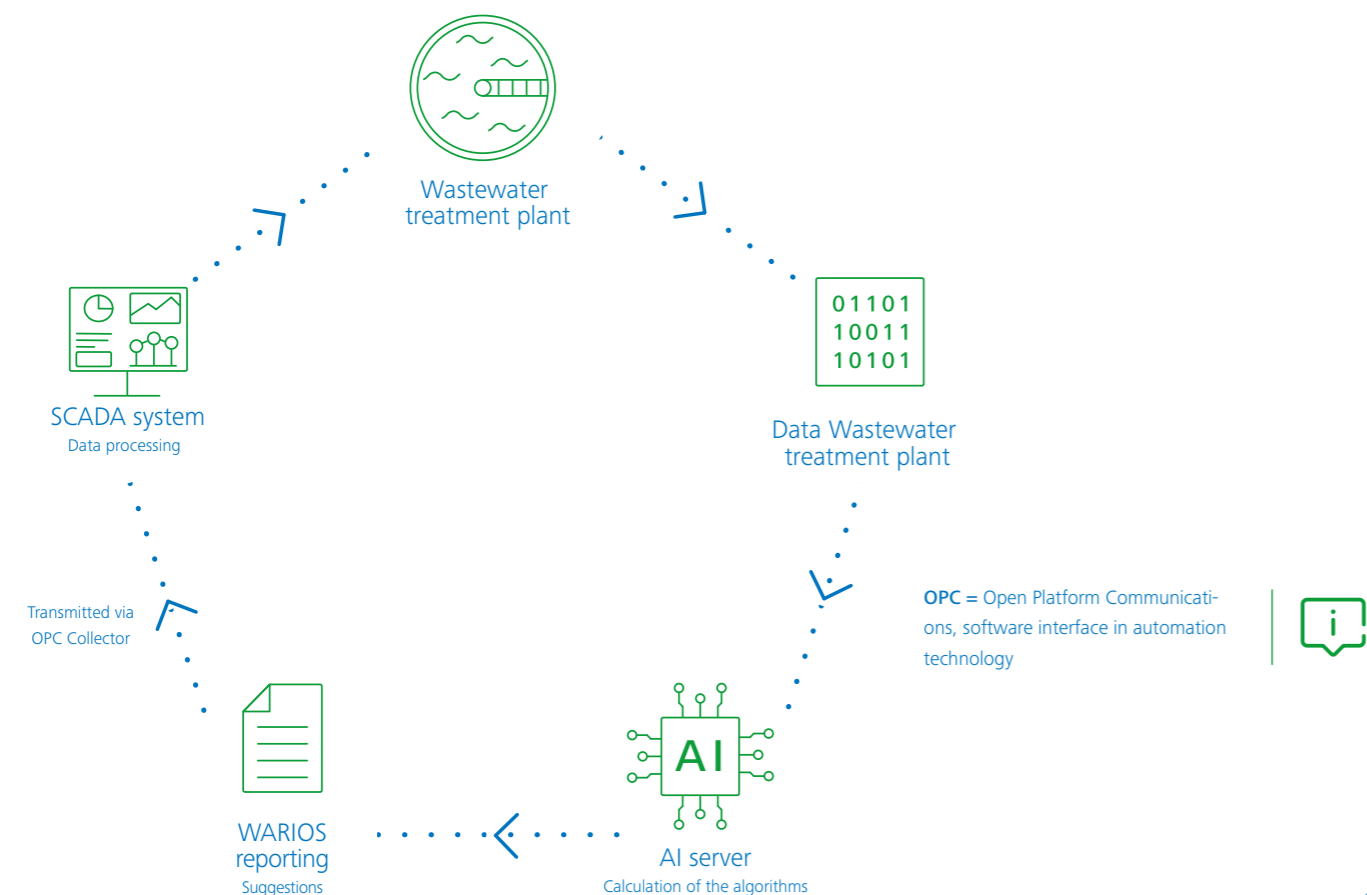 Wastewater
treatment plant
01101
10011
10101
SCADA system
Data processing
Data Wastewater
treatment plant
Transmitted via
OPC Collector
OPC = Open Platform Communicati-
ons, software interface in automation
technology
i
AI
WARIOS
reporting
Suggestions
AI server
Calculation of the algorithms